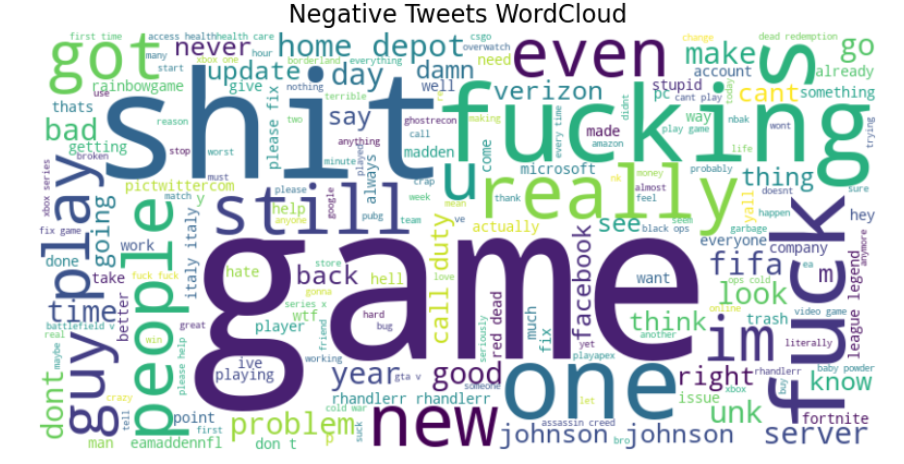 Negative Tweets WordCloud
first time
access healthhealth care
csgo
change
dead redemption
got
many
xbox one
never
home depot
even
overwatch
need
make
s
go
rainbowgame
start
update
hour
borderland
everything
day
damn
stupid
account
already
thats
use
give
nothing
well
verizon
pc
cant play
cant
something
shit
fucking
reason
two
terrible
say
ghostrecon
making
didnt
today
trying
bad
getting
please fix
anything
call
come
every time
made
way
play game
nbak
wont
broken
stop
worst
minute
played
madden
amazon
life
xbox series
play
pictwittercom
must
always
crap
u
really
microsoft
probably
thing
match
please
week
thank
nk
money
almost
feel
doesnt
sure
y
still
help
google
pubg
mean
yall
happen
hey
guy
going
people
italy italy
anyone
team
ve
actually
see
seem
black ops
garbage
fix game
work
game
call duty
facebook
everyone
company
anymore
done
take
fuck fuck
hate
store
back
hell
love
want
fifa
m
ea
fuck
league legend
time
better
gonna
series x
red dead
look
ops cold
video game
battlefield v
great
wtf
hard
bug
much
fix
think
online
trash
real
win
player
friend
seriously
another
im
literally
maybe
please help
ive
working
yet
playapex
baby powder
dont
playing
year
gta v
good
someone
one
right
rhandlerr
know
crazy
rhandlerr rhandlerr
issue
xbox
buy
tell
point
cold war
new
let
unk
fortnite
man
first
problem
suck
assassin creed
server
eamaddennfl
don t
p
bro
johnson johnson